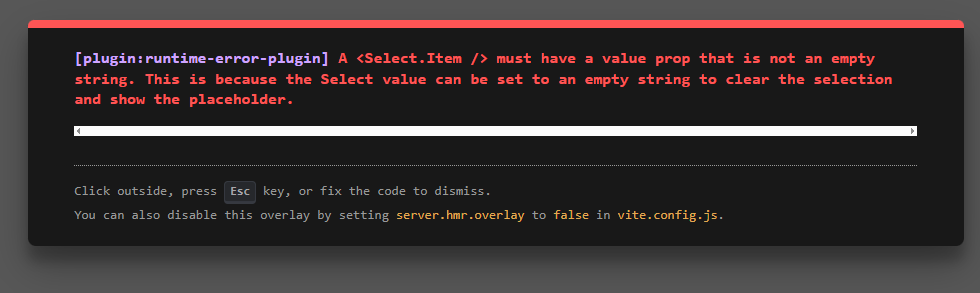 [plugin:runtime-error-plugin] A <Select.Item /> must have a value prop that is not an empty
string. This is because the Select value can be set to an empty string to clear the selection
and show the placeholder.
Click outside, press Esc key, or fix the code to dismiss.
You can also disable this overlay by setting server.hmr.overlay to false in vite.config.js.